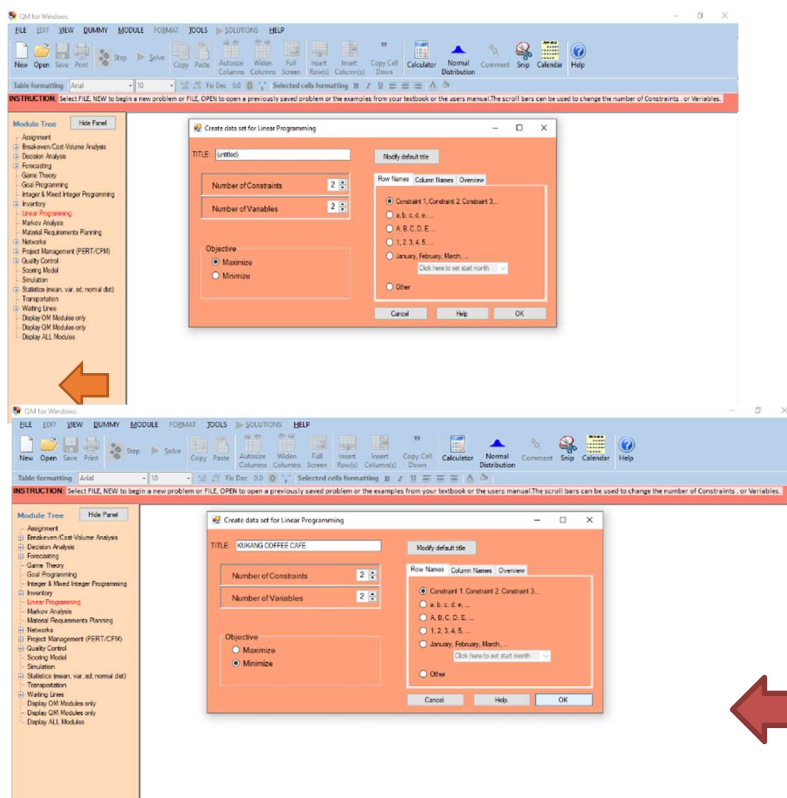 QM for Windows
FILE EDIT VIEW DUMMY MODULE FORMAT TOOLS SOLUTIONS HELP
New Open Save Print Step Solve Copy Paste Autosize Columns Widen Columns Full Screen Insert Row(s) Insert Column(s) Copy Cell Down Calculator Normal Distribution Comment Snip Calendar Help
Table formatting Arial 10 Fix Dec 0.0 0 Selected cells formatting B I U
INSTRUCTION: Select FILE, NEW to begin a new problem or FILE, OPEN to open a previously saved problem or the examples from your textbook or the users manual.The scroll bars can be used to change the number of Constraints . or Variables.
Module Tree Hide Panel
Assignment
Breakeven/Cost-Volume Analysis
Decision Analysis
Forecasting
Game Theory
Goal Programming
Integer & Mixed Integer Programming
Inventory
Linear Programming
Markov Analysis
Material Requirements Planning
Networks
Project Management (PERT/CPM)
Quality Control
Scoring Model
Simulation
Statistics (mean, var, sd; normal dist)
Transportation
Waiting Lines
Display OM Modules only
Display QM Modules only
Display ALL Modules
Create data set for Linear Programming
TITLE: (untitled)
Modify default title
Number of Constraints 2
Number of Variables 2
Objective
Maximize
Minimize
Row Names Column Names Overview
Constraint 1, Constraint 2, Constraint 3,...
a, b, c, d, e, ...
A, B, C, D, E, ...
1, 2, 3, 4, 5, ...
January, February, March, ...
Click here to set start month
Other
Cancel Help OK
QM for Windows
FILE EDIT VIEW DUMMY MODULE FORMAT TOOLS SOLUTIONS HELP
New Open Save Print Step Solve Copy Paste Autosize Columns Widen Columns Full Screen Insert Row(s) Insert Column(s) Copy Cell Down Calculator Normal Distribution Comment Snip Calendar Help
Table formatting Arial 10 Fix Dec 0.0 0 Selected cells formatting B I U
INSTRUCTION: Select FILE, NEW to begin a new problem or FILE, OPEN to open a previously saved problem or the examples from your textbook or the users manual.The scroll bars can be used to change the number of Constraints . or Variables.
Module Tree Hide Panel
Assignment
Breakeven/Cost-Volume Analysis
Decision Analysis
Forecasting
Game Theory
Goal Programming
Integer & Mixed Integer Programming
Inventory
Linear Programming
Markov Analysis
Material Requirements Planning
Networks
Project Management (PERT/CPM)
Quality Control
Scoring Model
Simulation
Statistics (mean, var, sd; normal dist)
Transportation
Waiting Lines
Display OM Modules only
Display QM Modules only
Display ALL Modules
Create data set for Linear Programming
TITLE: KUKANG COFFEE CAFE
Modify default title
Number of Constraints 2
Number of Variables 2
Objective
Maximize
Minimize
Row Names Column Names Overview
Constraint 1, Constraint 2, Constraint 3,...
a, b, c, d, e, ...
A, B, C, D, E, ...
1, 2, 3, 4, 5, ...
January, February, March, ...
Click here to set start month
Other
Cancel Help OK